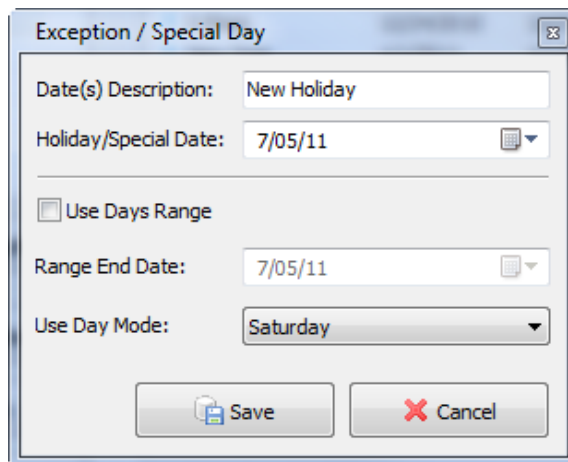 Exception / Special Day
Date(s) Description: New Holiday
Holiday/Special Date: 7/05/11
Use Days Range
Range End Date: 7/05/11
Use Day Mode: Saturday
Save Cancel